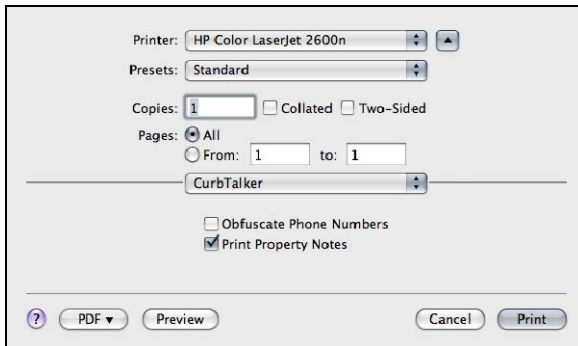 Printer: HP Color LaserJet 2600n
Presets: Standard
Copies: 1 Collated Two-Sided
Pages: All
From: 1 to: 1
CurbTalker
Obfuscate Phone Numbers
Print Property Notes
? PDF ▾ Preview Cancel Print